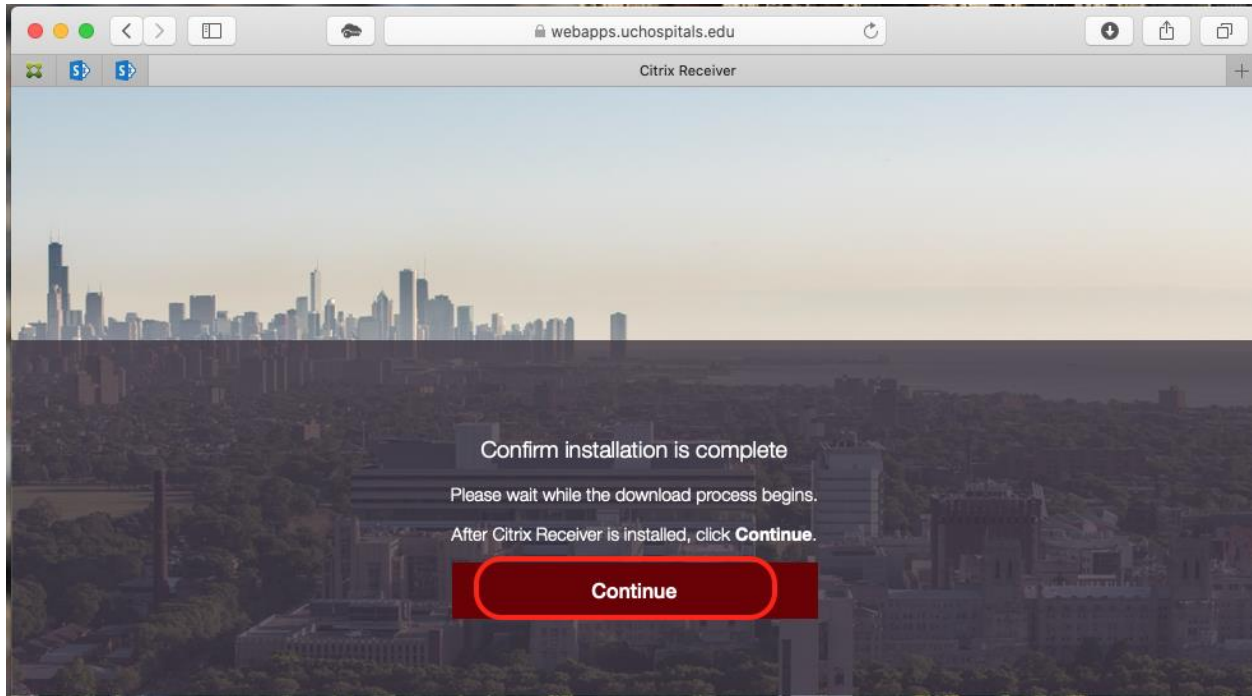 webapps.uchospitals.edu
Citrix Receiver
Confirm installation is complete
Please wait while the download process begins.
After Citrix Receiver is installed, click Continue.
Continue